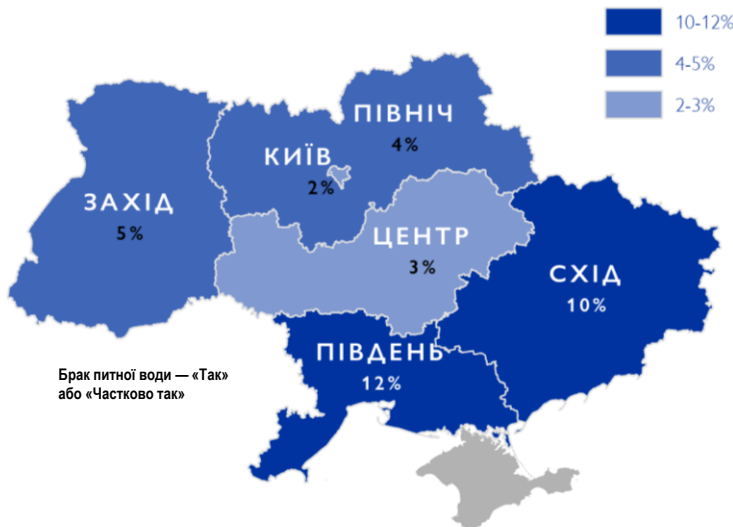 10-12%
4-5%
2-3%
ПІВНІЧ
4%
КИЇВ
2%
ЗАХІД
5%
ЦЕНТР
3%
СХІД
10%
ПІВДЕНЬ
12%
Брак питної води — «Так»
або «Частково так»